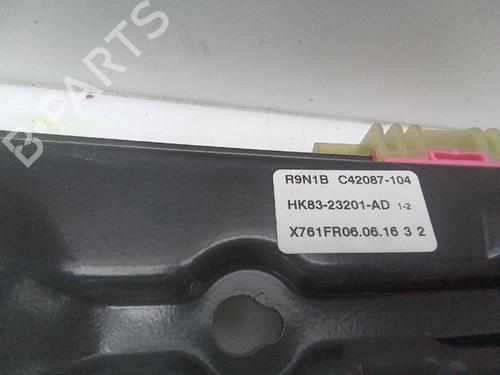 B PARTS
R9N1B C42087-104
HK83-23201-AD 1-2
X761FR06.06.16 3 2